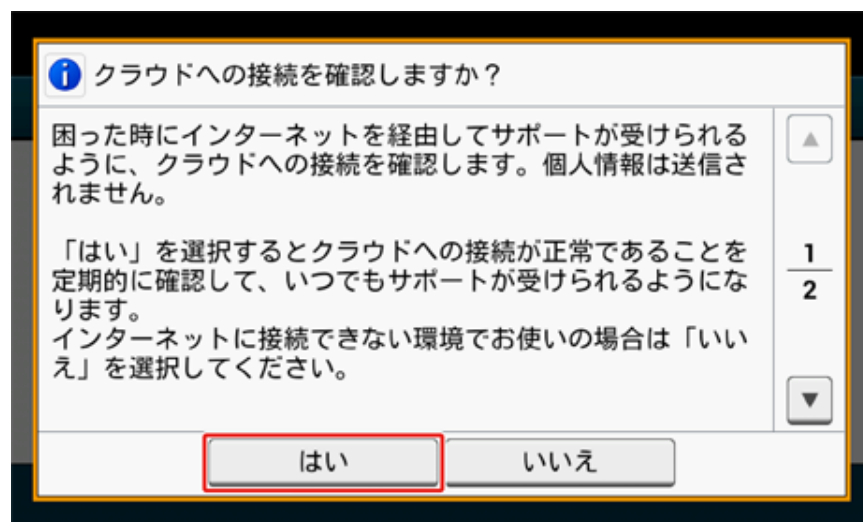 クラウドへの接続を確認しますか？
困った時にインターネットを経由してサポートが受けられる
ように、クラウドへの接続を確認します。個人情報は送信さ
れません。
「はい」を選択するとクラウドへの接続が正常であることを
定期的に確認して、いつでもサポートが受けられるようにな
ります。
インターネットに接続できない環境でお使いの場合は「いい
え」を選択してください。
1
2
はい
いいえ